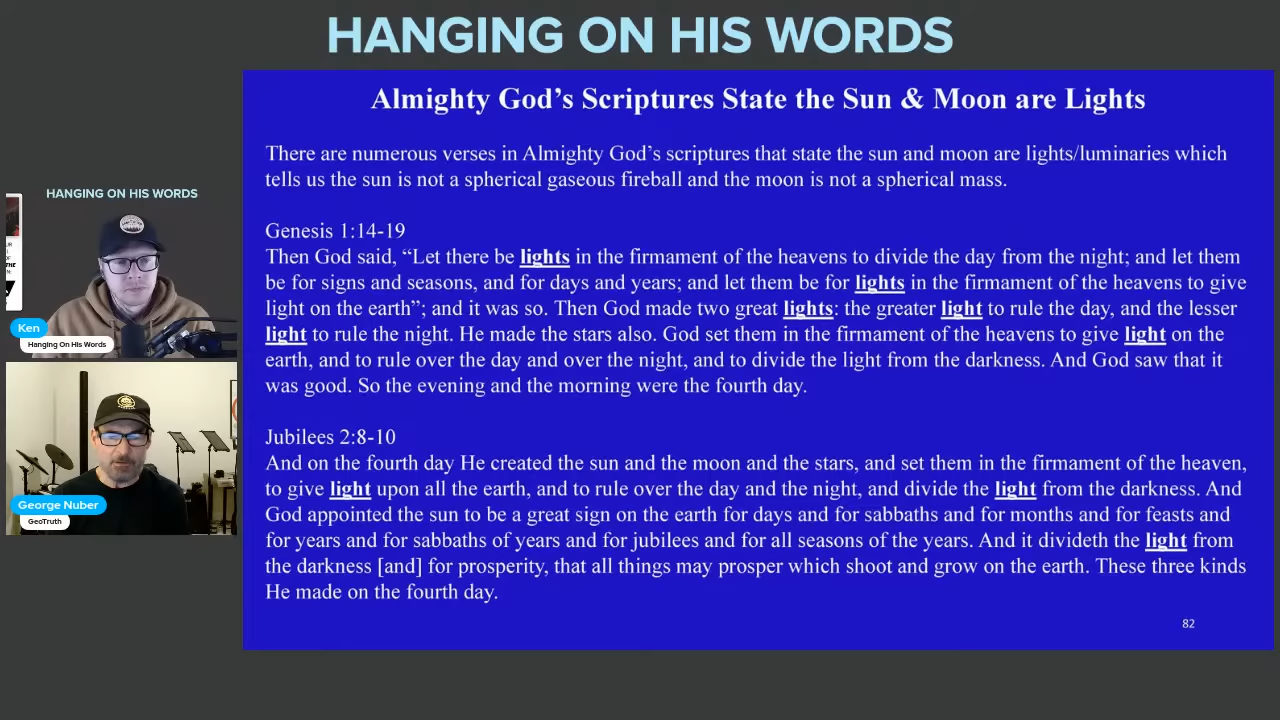 HANGING ON HIS WORDS
Almighty God’s Scriptures State the Sun & Moon are Lights
There are numerous verses in Almighty God’s scriptures that state the sun and moon are lights/luminaries which
tells us the sun is not a spherical gaseous fireball and the moon is not a spherical mass.
Genesis 1:14-19
Then God said, “Let there be lights in the firmament of the heavens to divide the day from the night; and let them
be for signs and seasons, and for days and years; and let them be for lights in the firmament of the heavens to give
light on the earth”; and it was so. Then God made two great lights: the greater light to rule the day, and the lesser
light to rule the night. He made the stars also. God set them in the firmament of the heavens to give light on the
earth, and to rule over the day and over the night, and to divide the light from the darkness. And God saw that it
was good. So the evening and the morning were the fourth day.
Jubilees 2:8-10
And on the fourth day He created the sun and the moon and the stars, and set them in the firmament of the heaven,
to give light upon all the earth, and to rule over the day and the night, and divide the light from the darkness. And
God appointed the sun to be a great sign on the earth for days and for sabbaths and for months and for feasts and
for years and for sabbaths of years and for jubilees and for all seasons of the years. And it divideth the light from
the darkness [and] for prosperity, that all things may prosper which shoot and grow on the earth. These three kinds
He made on the fourth day.
82
HANGING ON HIS WORDS
Ken
Hanging On His Words
George Nuber
GeoTruth